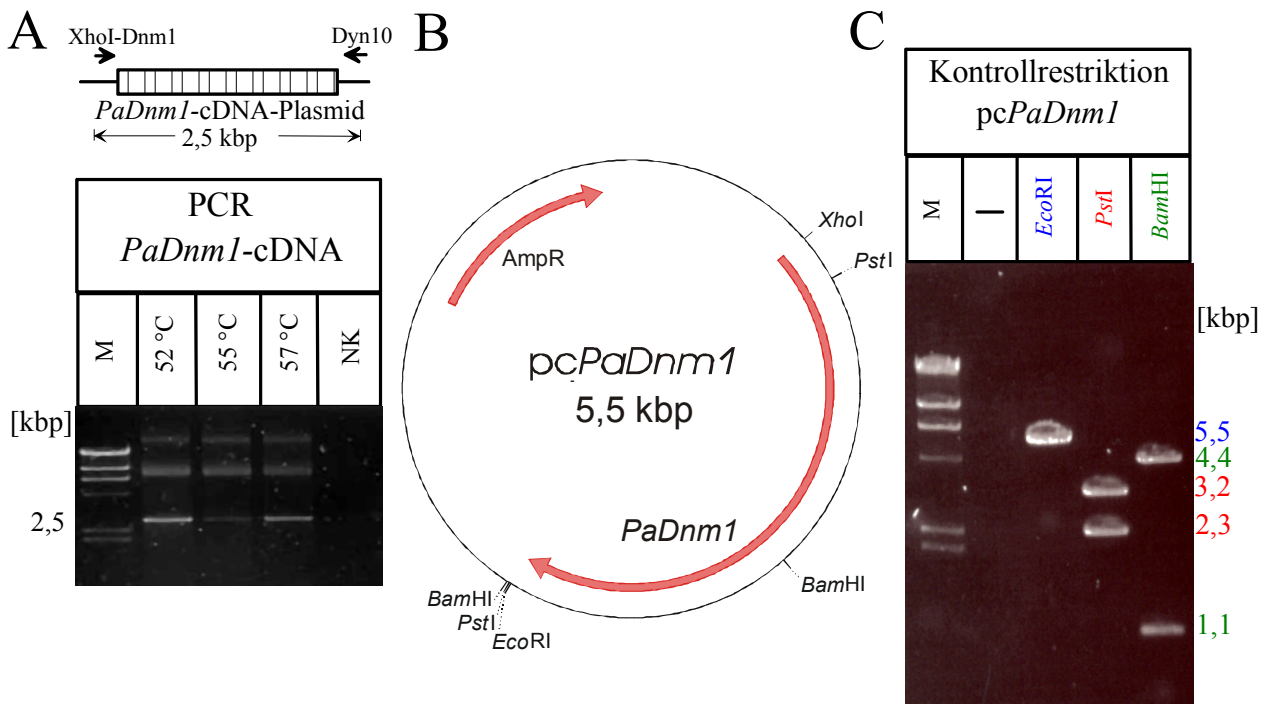 A
XhoI-Dnm1
Dyn10
PaDnm1-cDNA-Plasmid
2,5 kbp
PCR
PaDnm1-cDNA
M
52 °C
55 °C
57 °C
NK
[kbp]
2,5
B
AmpR
XhoI
PstI
pcPaDnm1
5,5 kbp
PaDnm1
BamHI
BamHI
PstI
EcoRI
C
Kontrollrestriktion
pcPaDnm1
M
–
EcoRI
PstI
BamHI
[kbp]
5,5
4,4
3,2
2,3
1,1